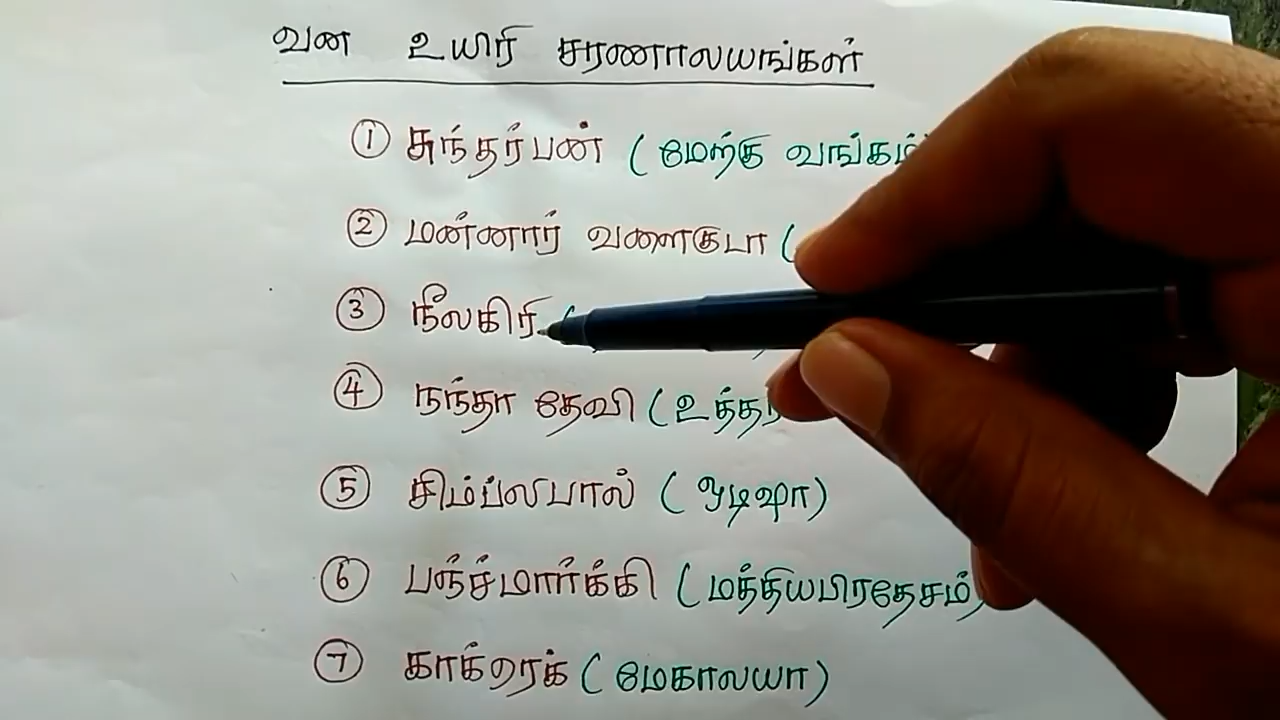 வன உயிரி சரணாலயங்கள்
① சுந்தர்பன் (மேற்கு வங்கம்)
② மன்னார் வளைகுடா (
③ நீலகிரி (
④ நந்தா தேவி (உத்தர
⑤ சிம்ப்லிபால் (ஒடிஷா)
⑥ பஞ்ச்மார்க்கி (மத்தியபிரதேசம்)
⑦ (மேகாலயா)